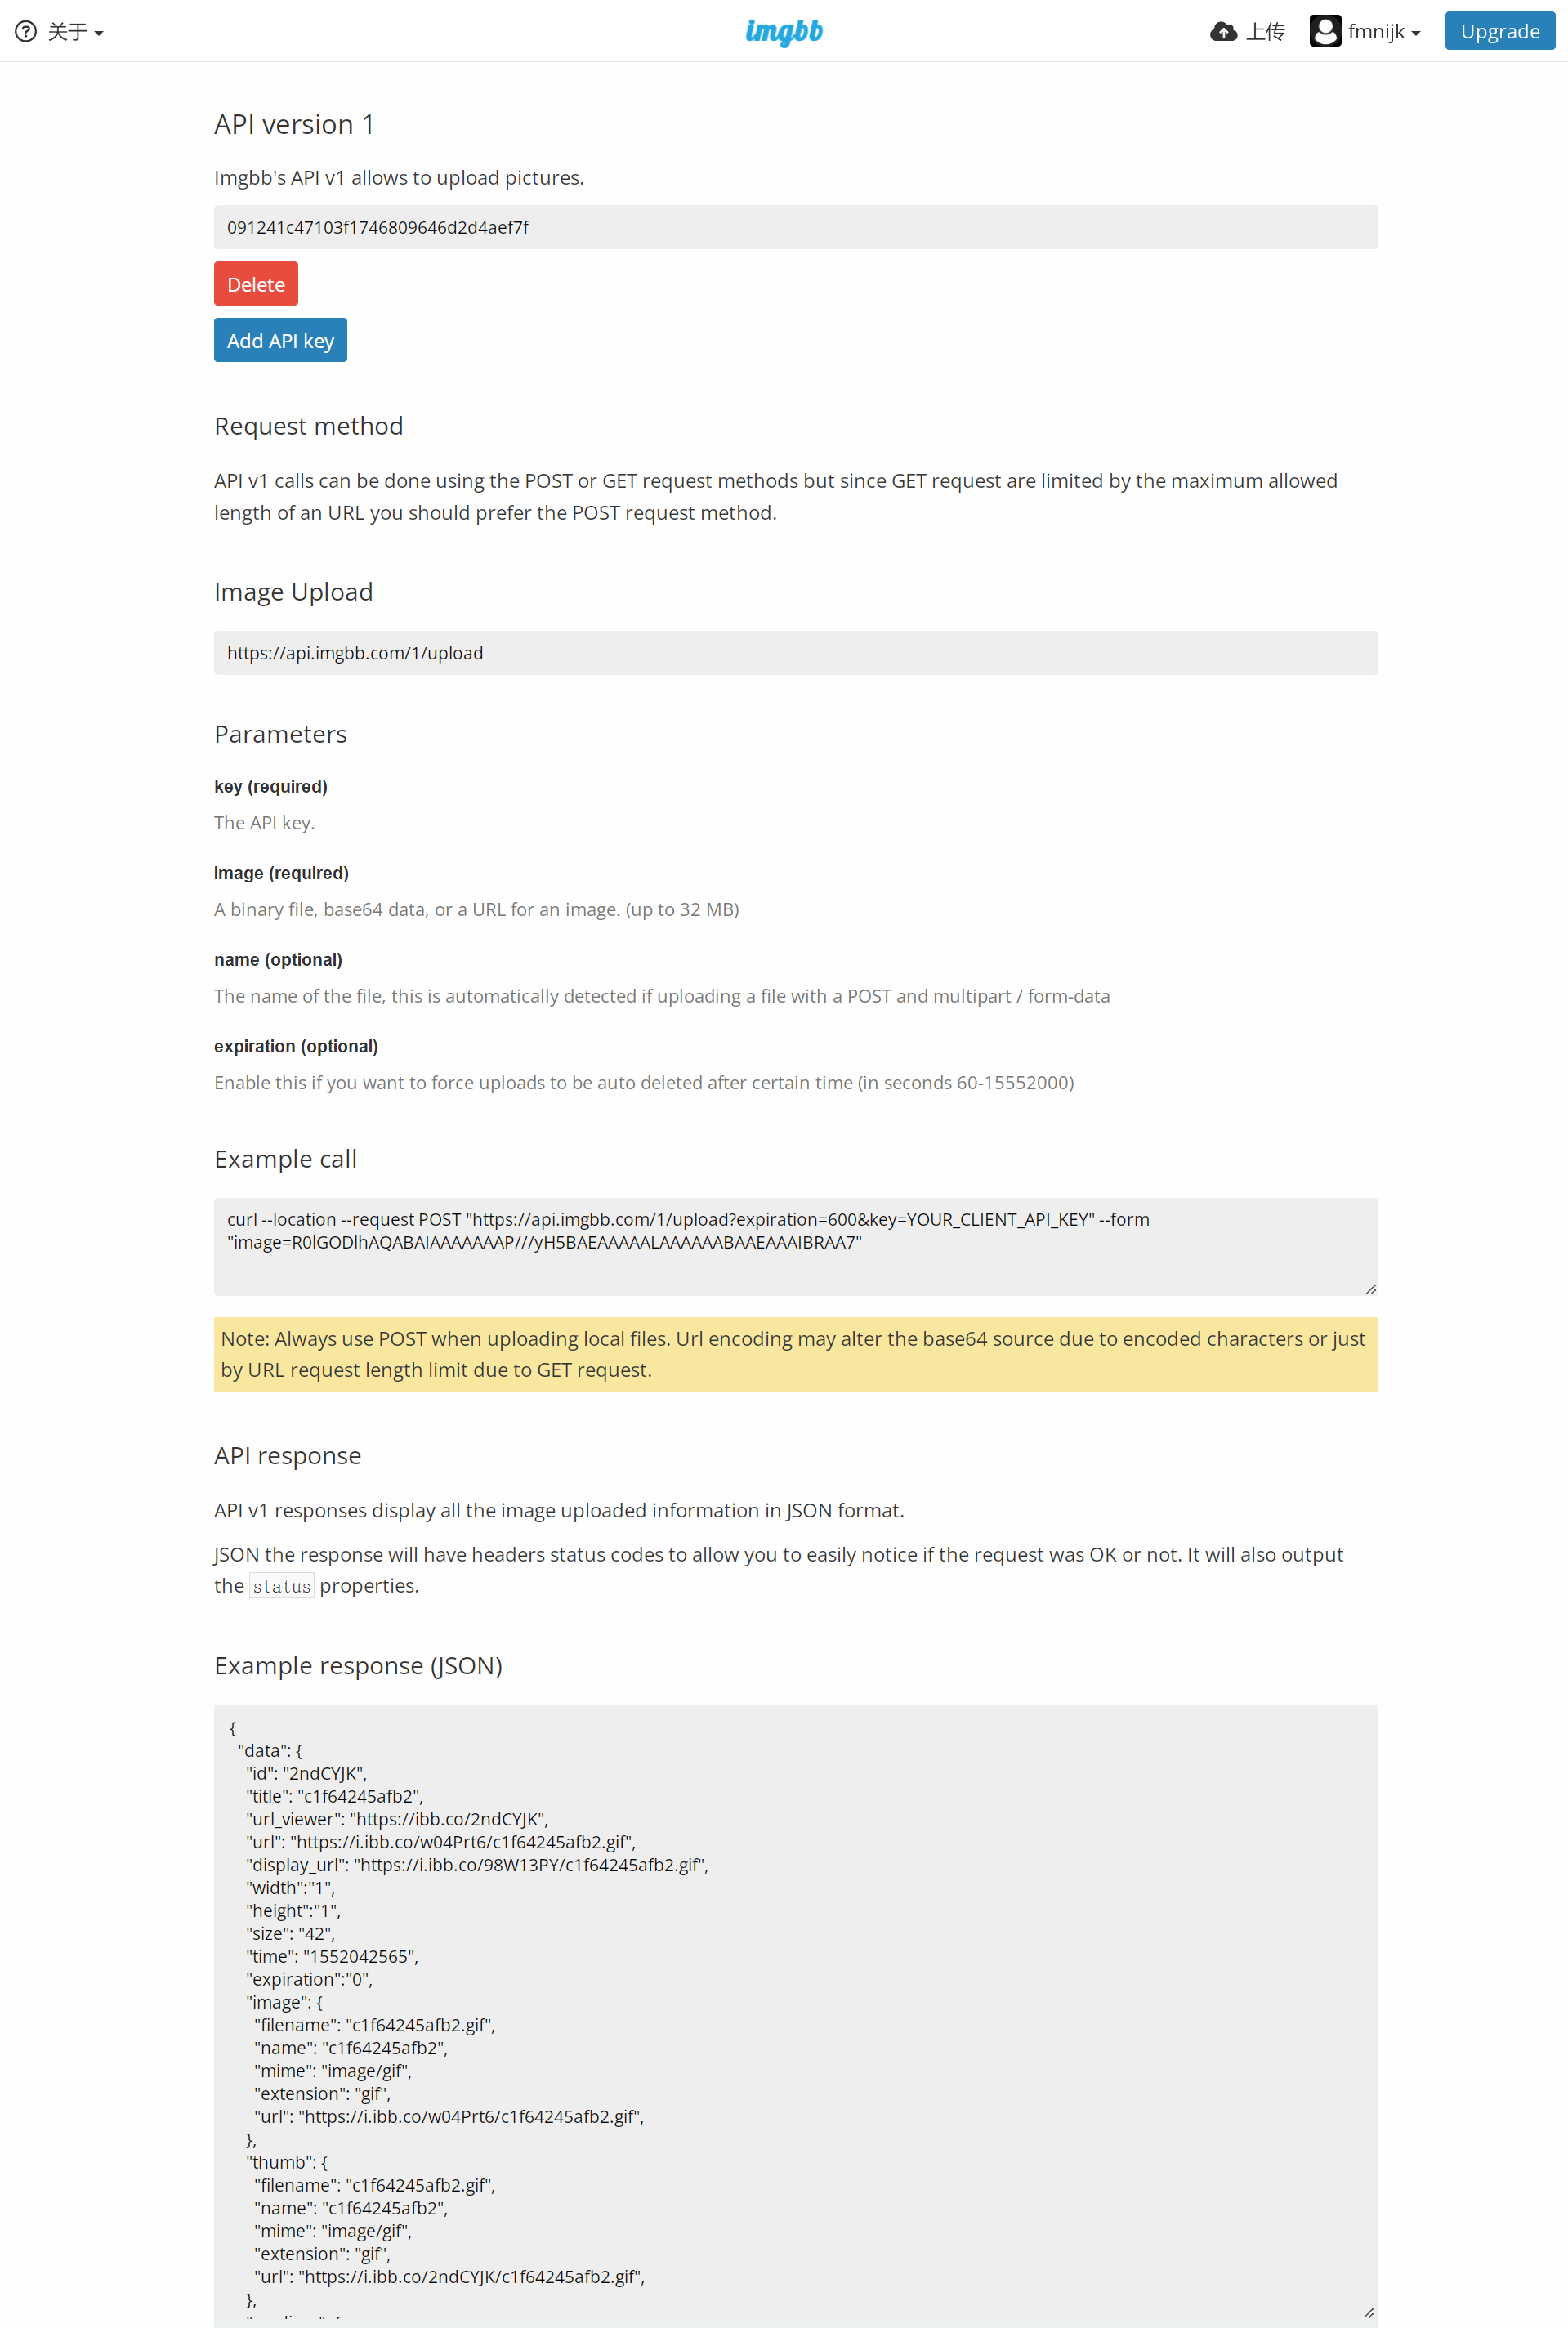 关于
imgbb
上传
fmnijk
Upgrade
API version 1
Imgbb's API v1 allows to upload pictures.
091241c47103f1746809646d2d4aef7f
Delete
Add API key
Request method
API v1 calls can be done using the POST or GET request methods but since GET request are limited by the maximum allowed
length of an URL you should prefer the POST request method.
Image Upload
https://api.imgbb.com/1/upload
Parameters
key (required)
The API key.
image (required)
A binary file, base64 data, or a URL for an image. (up to 32 MB)
name (optional)
The name of the file, this is automatically detected if uploading a file with a POST and multipart / form-data
expiration (optional)
Enable this if you want to force uploads to be auto deleted after certain time (in seconds 60-15552000)
Example call
curl --location --request POST "https://api.imgbb.com/1/upload?expiration=600&key=YOUR_CLIENT_API_KEY" --form
"image=R0lGODlhAQABAIAAAAAAAP///yH5BAEAAAAALAAAAAABAAEAAAIBRAA7"
Note: Always use POST when uploading local files. Url encoding may alter the base64 source due to encoded characters or just
by URL request length limit due to GET request.
API response
API v1 responses display all the image uploaded information in JSON format.
JSON the response will have headers status codes to allow you to easily notice if the request was OK or not. It will also output
the status properties.
Example response (JSON)
{
"data": {
"id": "2ndCYJK",
"title": "c1f64245afb2",
"url_viewer": "https://ibb.co/2ndCYJK",
"url": "https://i.ibb.co/w04Prt6/c1f64245afb2.gif",
"display_url": "https://i.ibb.co/98W13PY/c1f64245afb2.gif",
"width":"1",
"height":"1",
"size": "42",
"time": "1552042565",
"expiration":"0",
"image": {
"filename": "c1f64245afb2.gif",
"name": "c1f64245afb2",
"mime": "image/gif",
"extension": "gif",
"url": "https://i.ibb.co/w04Prt6/c1f64245afb2.gif",
},
"thumb": {
"filename": "c1f64245afb2.gif",
"name": "c1f64245afb2",
"mime": "image/gif",
"extension": "gif",
"url": "https://i.ibb.co/2ndCYJK/c1f64245afb2.gif",
},